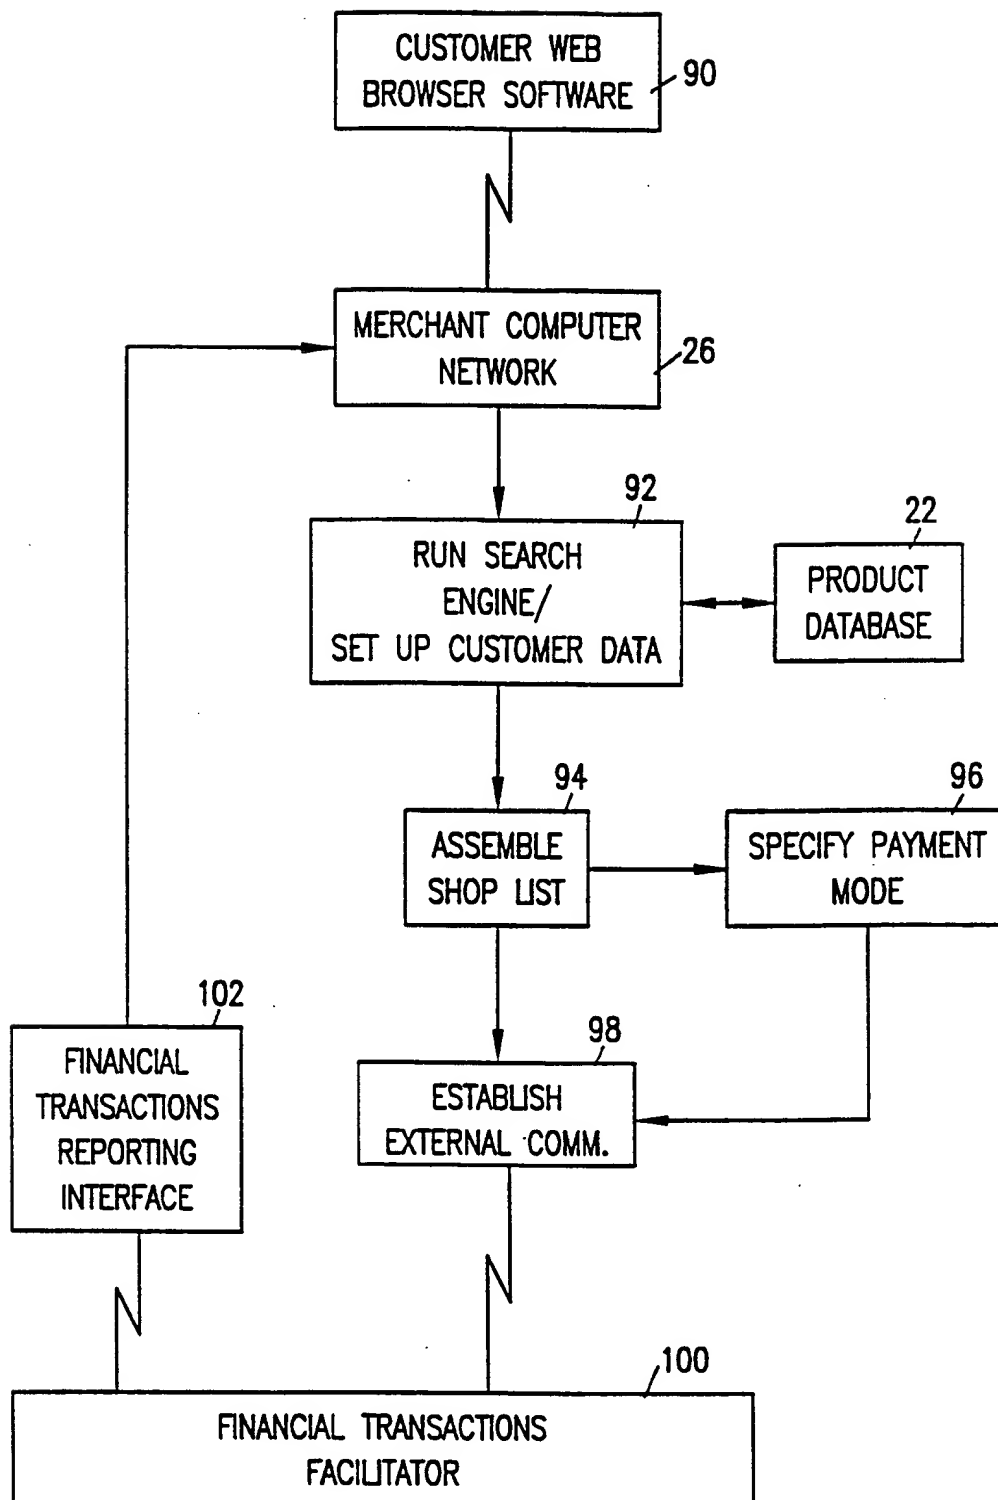 CUSTOMER WEB
BROWSER SOFTWARE
90
MERCHANT COMPUTER
NETWORK
26
92
RUN SEARCH
ENGINE/
SET UP CUSTOMER DATA
22
PRODUCT
DATABASE
94
ASSEMBLE
SHOP LIST
96
SPECIFY PAYMENT
MODE
102
FINANCIAL
TRANSACTIONS
REPORTING
INTERFACE
98
ESTABLISH
EXTERNAL COMM.
100
FINANCIAL TRANSACTIONS
FACILITATOR